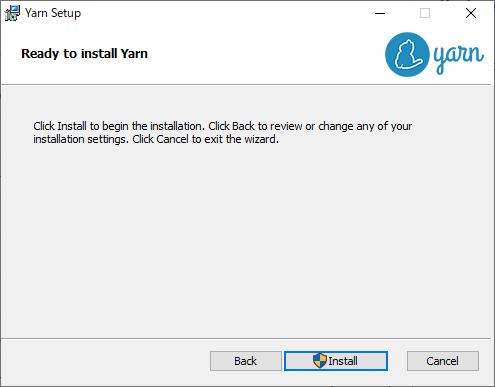 Yarn Setup
Ready to install Yarn
yarn
Click Install to begin the installation. Click Back to review or change any of your
installation settings. Click Cancel to exit the wizard.
Back
Install
Cancel